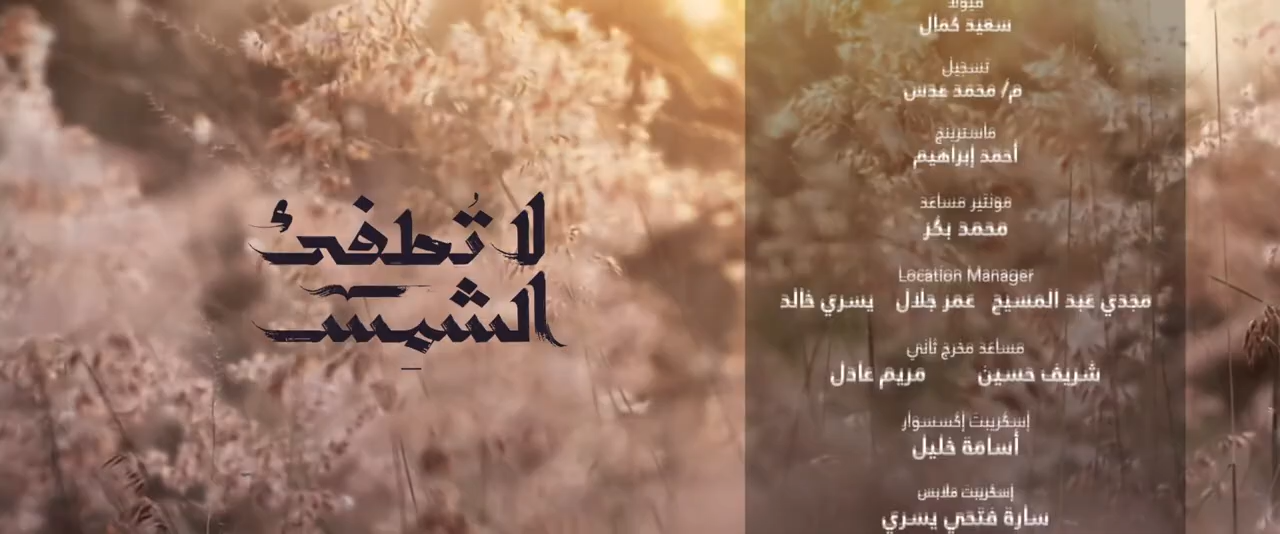 لا تُطفئ
الشمس
فيولا
سعيد كمال
تسجيل
م/ محمد عدس
ماسترينج
أحمد إبراهيم
مونتير مساعد
محمد بكر
Location Manager
مجدي عبد المسيح   عمر جلال   يسري خالد
مساعد مخرج ثاني
شريف حسين   مريم عادل
إسكريبت إكسسوار
أسامة خليل
إسكريبت ملابس
سارة فتحي يسري